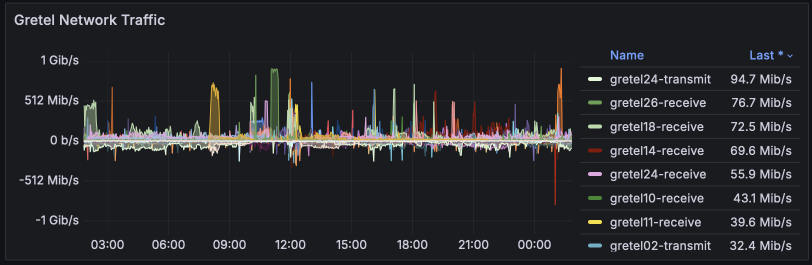 Gretel Network Traffic
Name Last *
1 Gib/s
512 Mib/s
0 b/s
-512 Mib/s
-1 Gib/s
03:00 06:00 09:00 12:00 15:00 18:00 21:00 00:00
gretel24-transmit 94.7 Mib/s
gretel26-receive 76.7 Mib/s
gretel18-receive 72.5 Mib/s
gretel14-receive 69.6 Mib/s
gretel24-receive 55.9 Mib/s
gretel10-receive 43.1 Mib/s
gretel11-receive 39.6 Mib/s
gretel02-transmit 32.4 Mib/s